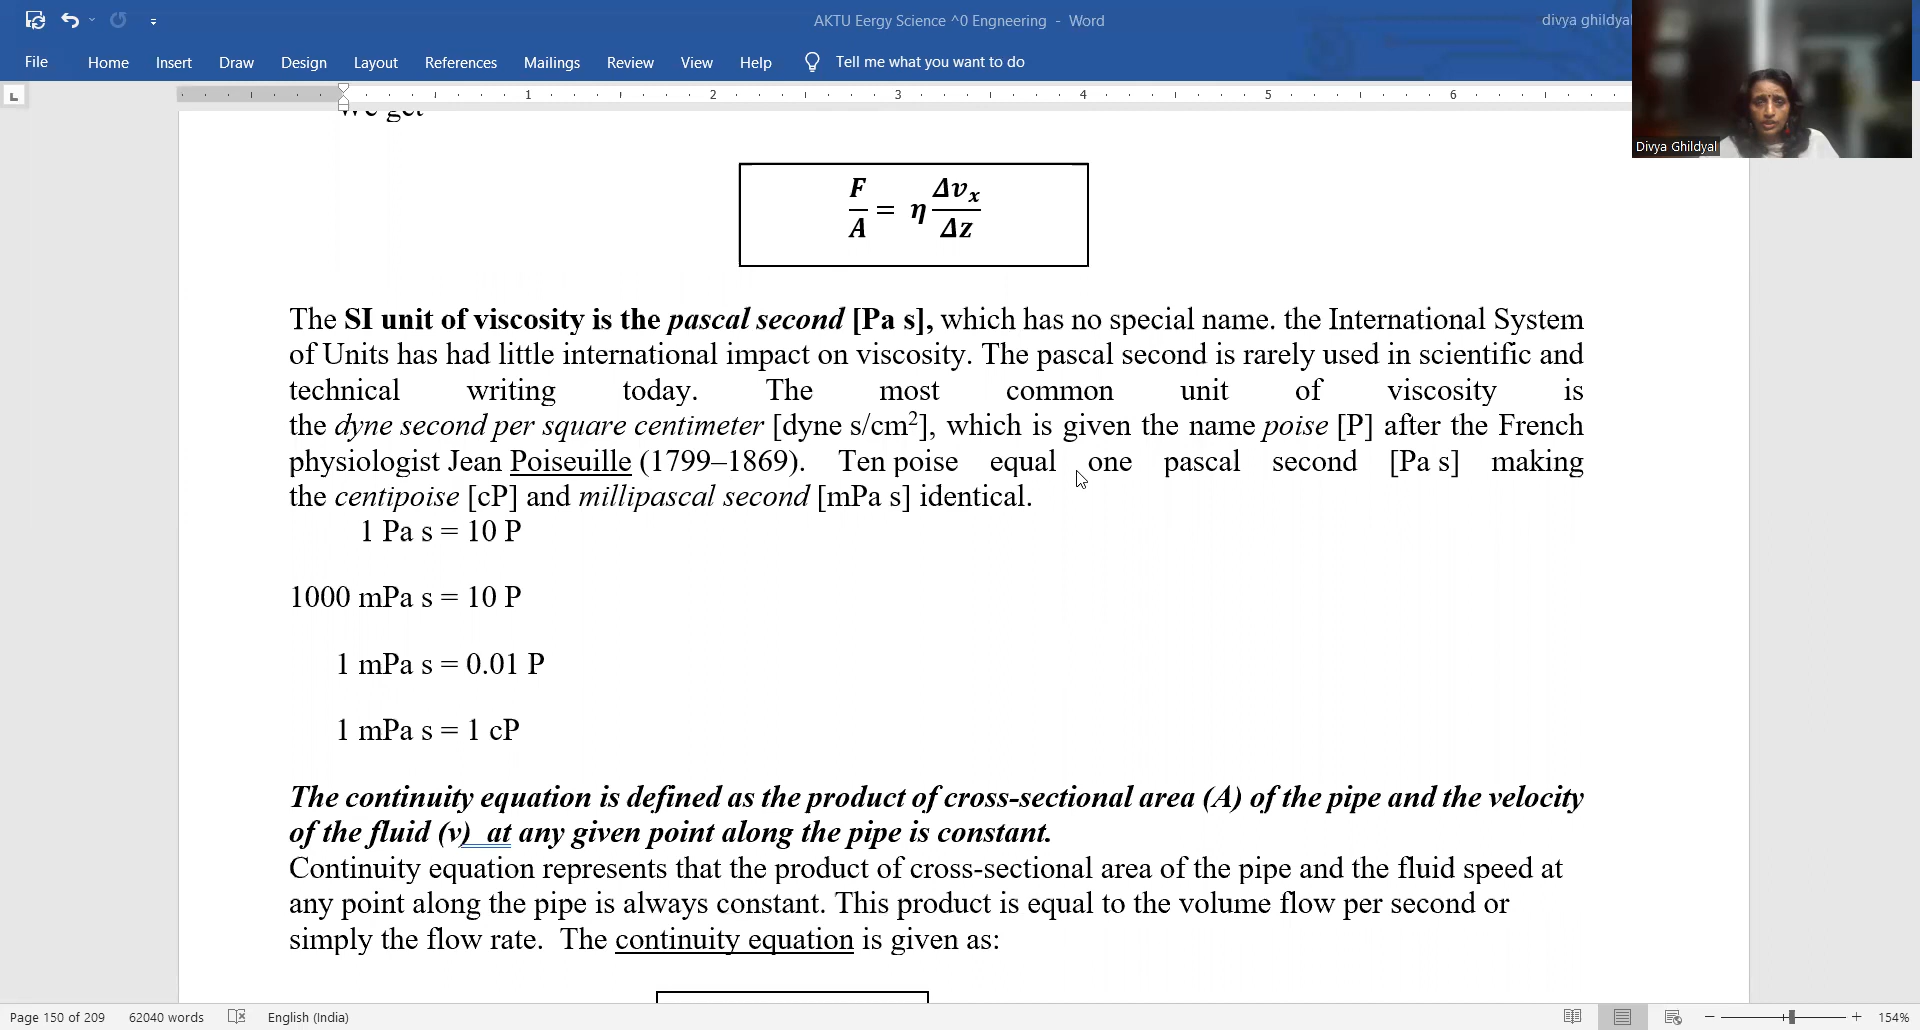 AKTU Eergy Science ^0 Engneering - Word
divya ghildyal
File Home Insert Draw Design Layout References Mailings Review View Help Tell me what you want to do
1 2 3 4 5 6
Divya Ghildyal
We get
F/A = η Δvₓ/Δz
The SI unit of viscosity is the pascal second [Pa s], which has no special name. the International System
of Units has had little international impact on viscosity. The pascal second is rarely used in scientific and
technical writing today. The most common unit of viscosity is
the dyne second per square centimeter [dyne s/cm²], which is given the name poise [P] after the French
physiologist Jean Poiseuille (1799–1869). Ten poise equal one pascal second [Pa s] making
the centipoise [cP] and millipascal second [mPa s] identical.
1 Pa s = 10 P
1000 mPa s = 10 P
1 mPa s = 0.01 P
1 mPa s = 1 cP
The continuity equation is defined as the product of cross-sectional area (A) of the pipe and the velocity
of the fluid (v) at any given point along the pipe is constant.
Continuity equation represents that the product of cross-sectional area of the pipe and the fluid speed at
any point along the pipe is always constant. This product is equal to the volume flow per second or
simply the flow rate. The continuity equation is given as:
Page 150 of 209 62040 words English (India) 154%